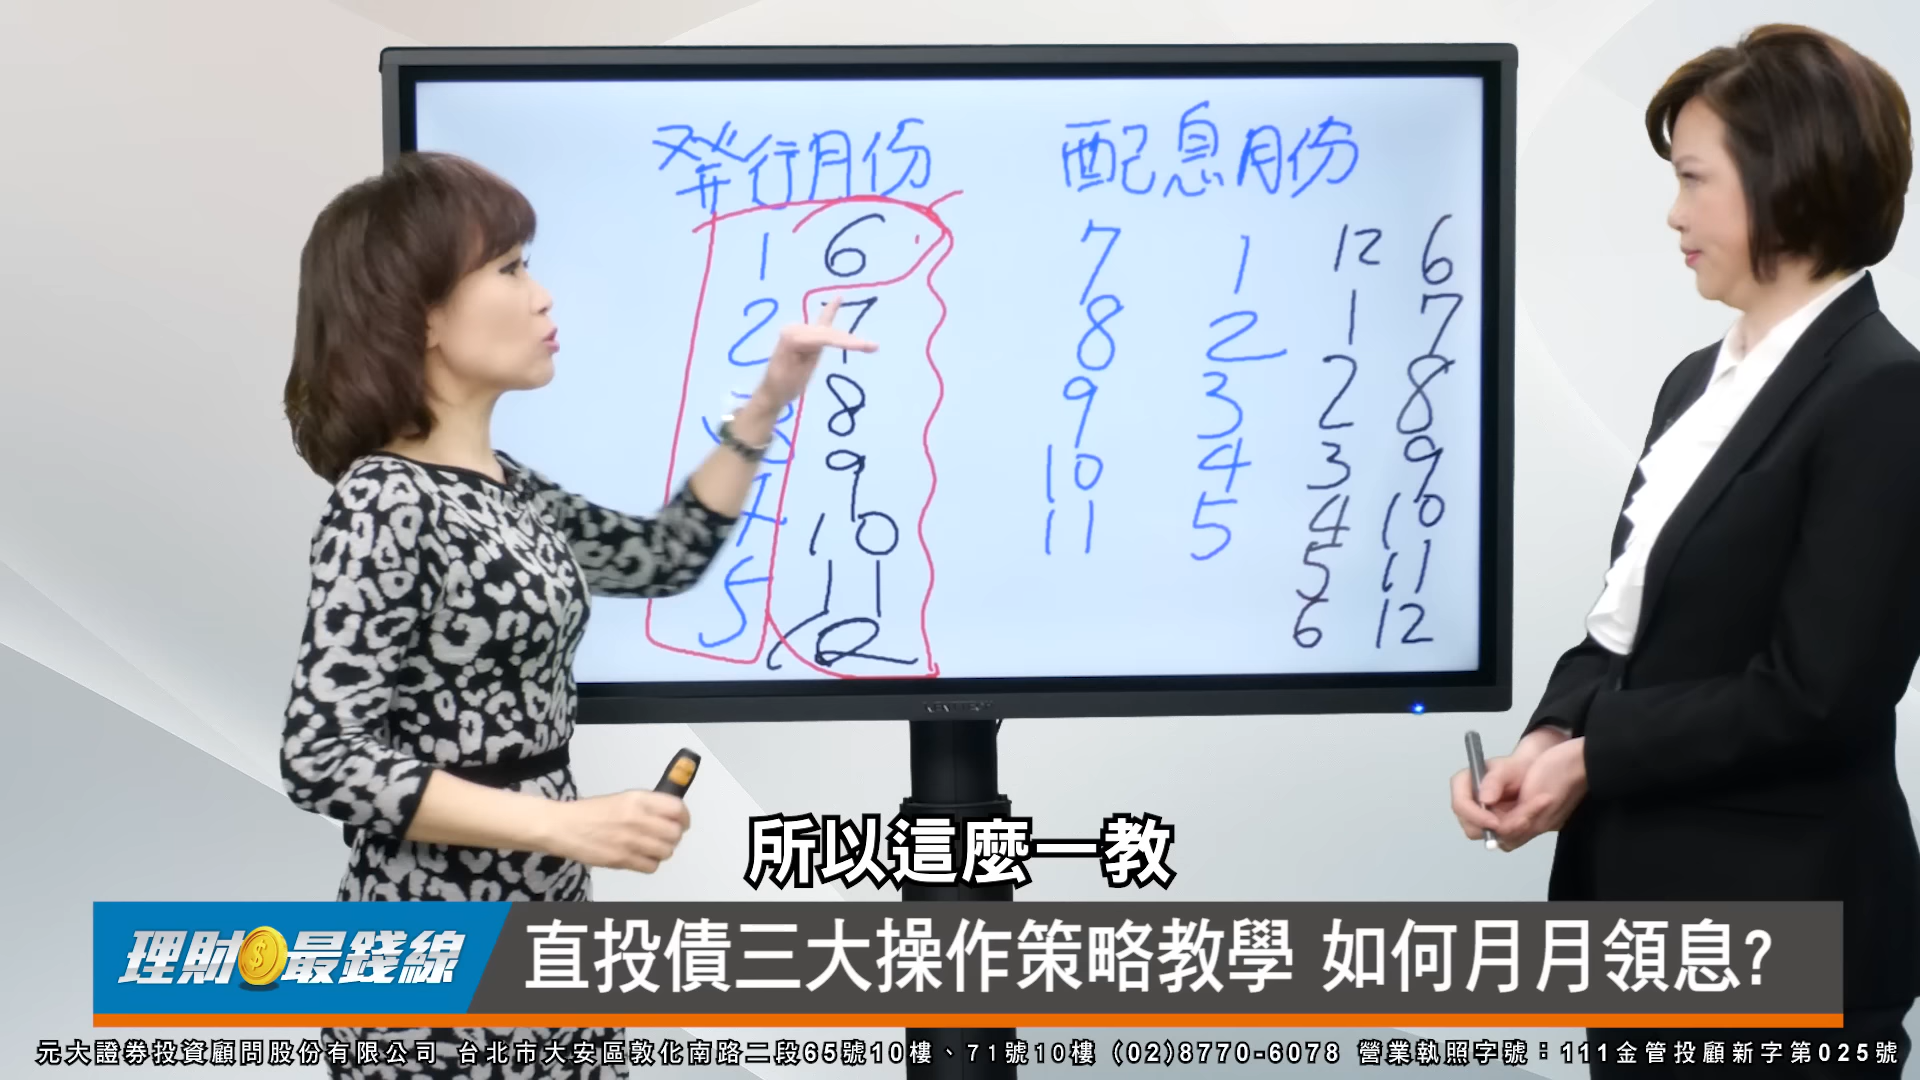 發行月份 配息月份
1 6 7 1 12 6
2 7 8 2 1 7
3 8 9 3 2 8
4 9 10 4 3 9
5 10 11 5 4 10
11 5 11
12 6 12
所以這麼一教
理財最錢線 直投債三大操作策略教學 如何月月領息?
元大證券投資顧問股份有限公司 台北市大安區敦化南路二段65號10樓、71號10樓 (02)8770-6078 營業執照字號：111金管投顧新字第025號